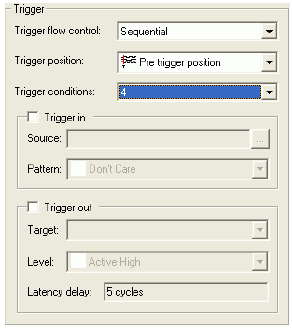 Trigger
Trigger flow control: Sequential
Trigger position: Pre trigger position
Trigger conditions: 4
Trigger in
Source: ...
Pattern: Don't Care
Trigger out
Target:
Level: Active High
Latency delay: 5 cycles